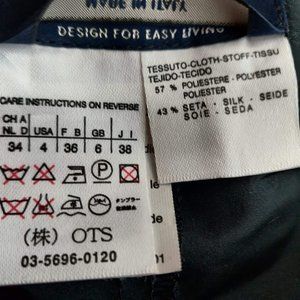 MADE IN ITALY
DESIGN FOR EASY LIVING
CARE INSTRUCTIONS ON REVERSE
CH A NL D USA F B GB J I
34 4 36 6 38
(株) OTS
03-5696-0120
TESSUTO-CLOTH-STOFF-TISSU
TEJIDO-TECIDO
57 % POLIESTERE - POLYESTER
POLIESTER
43 % SETA - SILK - SEIDE
SOIE - SEDA